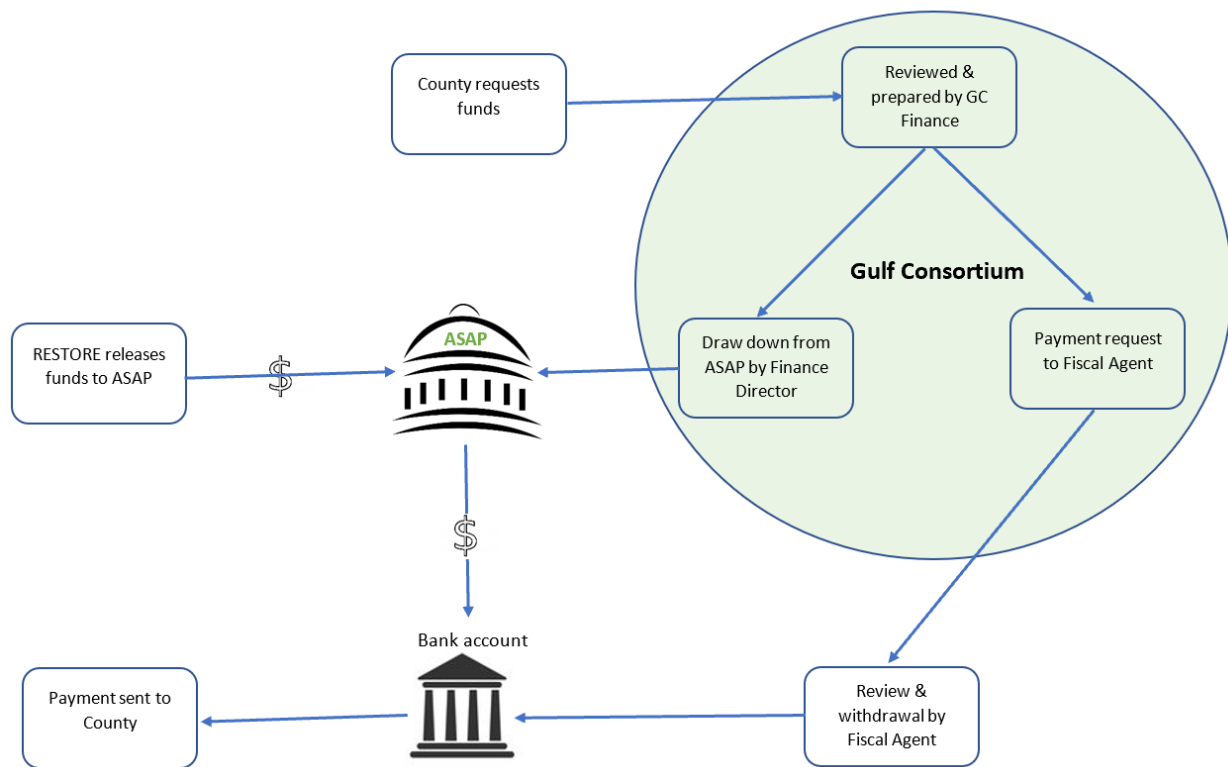 County requests
funds
Reviewed &
prepared by GC
Finance
Gulf Consortium
RESTORE releases
funds to ASAP
$
ASAP
Draw down from
ASAP by Finance
Director
Payment request
to Fiscal Agent
$
Bank account
Payment sent to
County
Review &
withdrawal by
Fiscal Agent